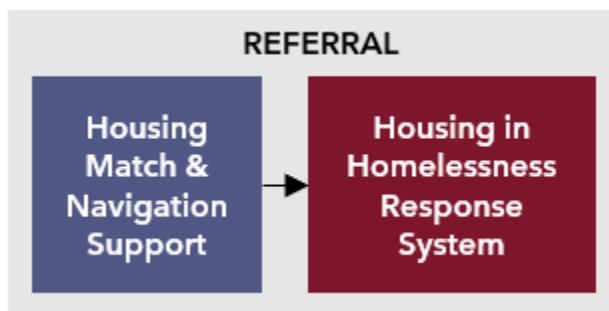 REFERRAL
Housing
Match &
Navigation
Support
Housing in
Homelessness
Response
System